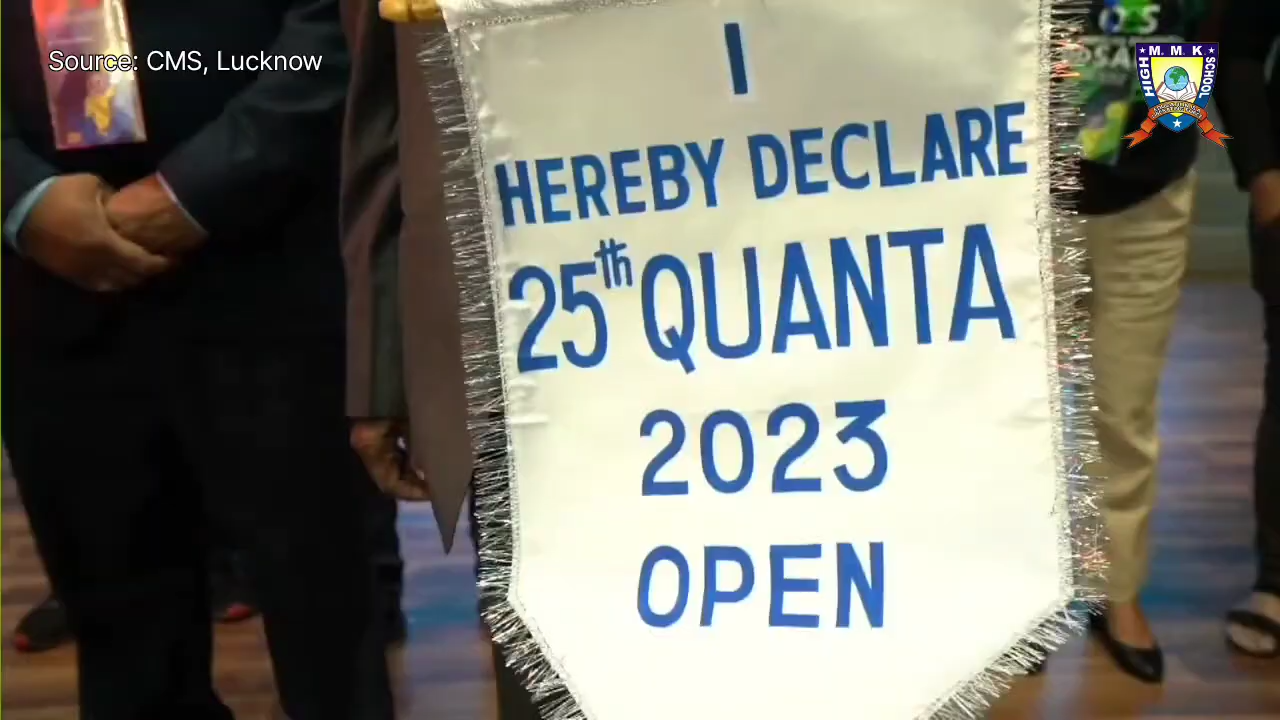 Source: CMS, Lucknow
I
HEREBY DECLARE
25th QUANTA
2023
OPEN
M. M. K
HIGH
SCHOOL